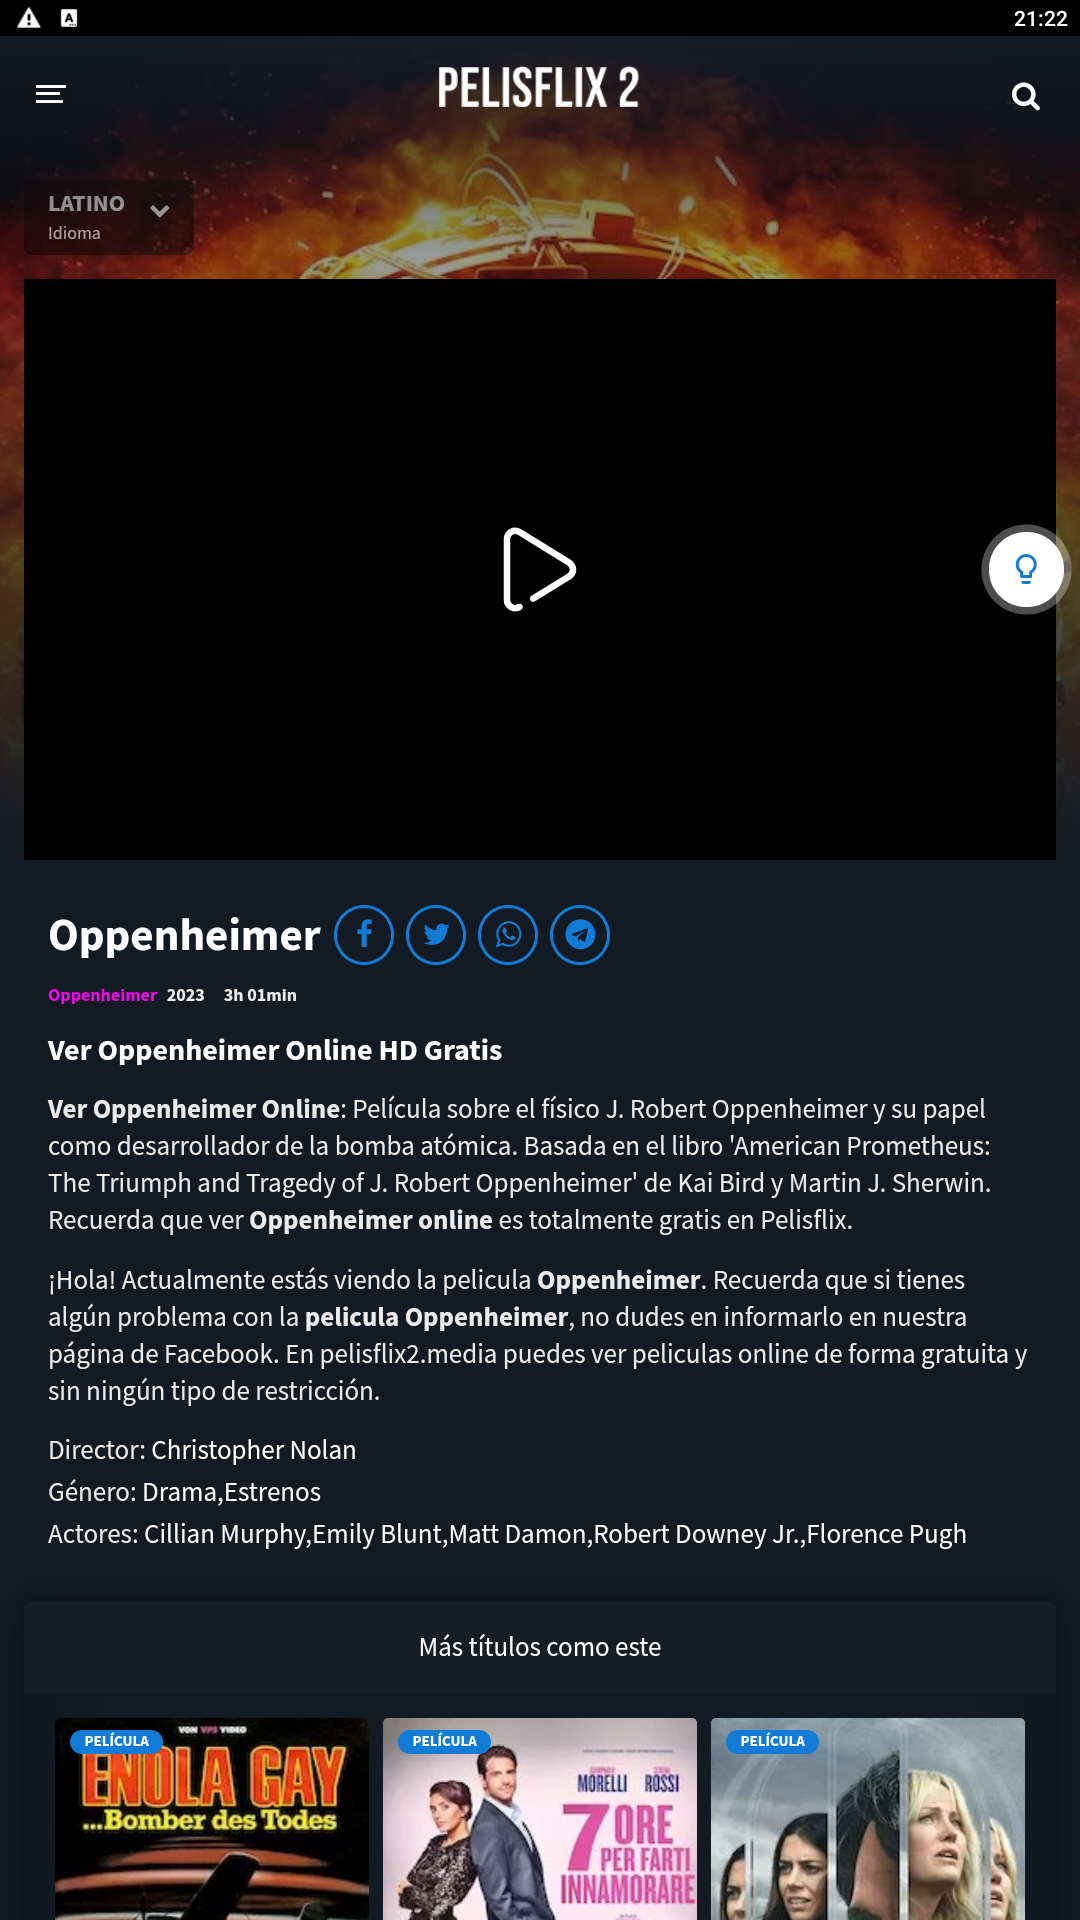 21:22
PELISFLIX 2
LATINO
Idioma
Oppenheimer
Oppenheimer 2023 3h 01min
Ver Oppenheimer Online HD Gratis
Ver Oppenheimer Online: Película sobre el físico J. Robert Oppenheimer y su papel
como desarrollador de la bomba atómica. Basada en el libro 'American Prometheus:
The Triumph and Tragedy of J. Robert Oppenheimer' de Kai Bird y Martin J. Sherwin.
Recuerda que ver Oppenheimer online es totalmente gratis en Pelisflix.
¡Hola! Actualmente estás viendo la pelicula Oppenheimer. Recuerda que si tienes
algún problema con la pelicula Oppenheimer, no dudes en informarlo en nuestra
página de Facebook. En pelisflix2.media puedes ver peliculas online de forma gratuita y
sin ningún tipo de restricción.
Director: Christopher Nolan
Género: Drama,Estrenos
Actores: Cillian Murphy,Emily Blunt,Matt Damon,Robert Downey Jr.,Florence Pugh
Más títulos como este
PELÍCULA
VON VPS VIDEO
ENOLA GAY
...Bomber des Todes
PELÍCULA
MORELLI ROSSI
7 ORE
PER FARTI
INNAMORARE
PELÍCULA